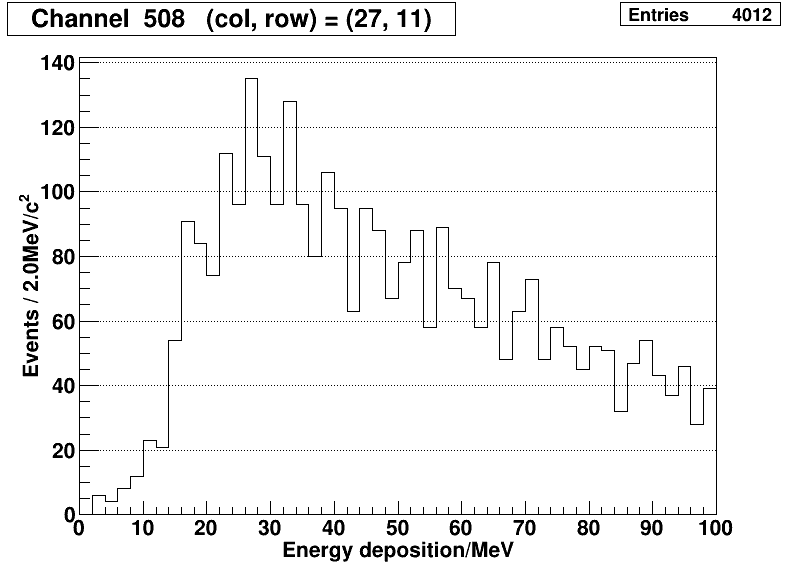 Channel  508   (col, row) = (27, 11)
Entries 4012
140
120
100
80
60
40
20
0
Events / 2.0MeV/c²
0 10 20 30 40 50 60 70 80 90 100
Energy deposition/MeV